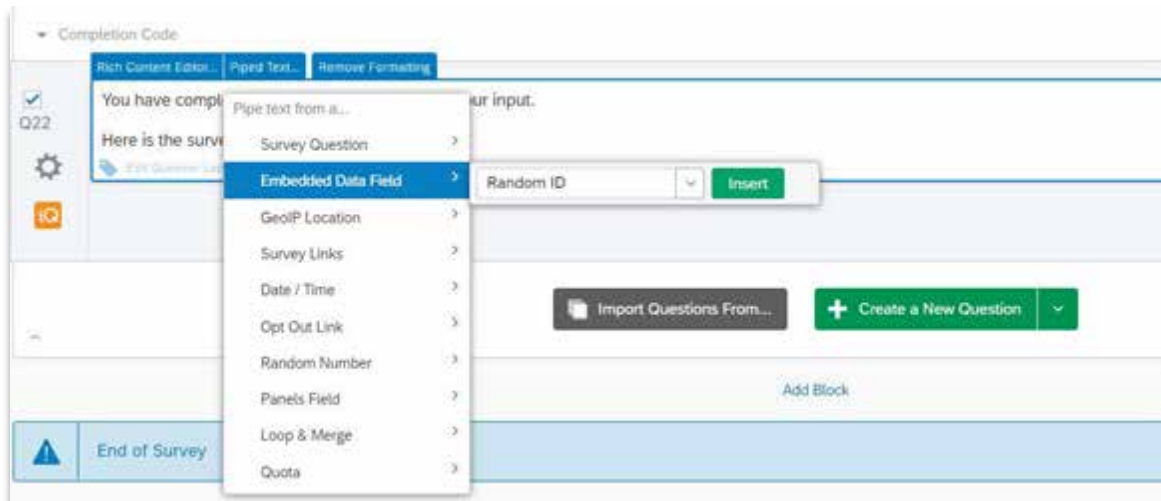 Completion Code
Rich Content Editor... Piped Text... Remove Formatting
Q22
You have compl
ur input.
Here is the surve
Pipe text from a...
Survey Question
Embedded Data Field
Random ID
Insert
GeoIP Location
Survey Links
Date / Time
Opt Out Link
Random Number
Panels Field
Loop & Merge
Quota
iQ
Import Questions From...
Create a New Question
Add Block
End of Survey